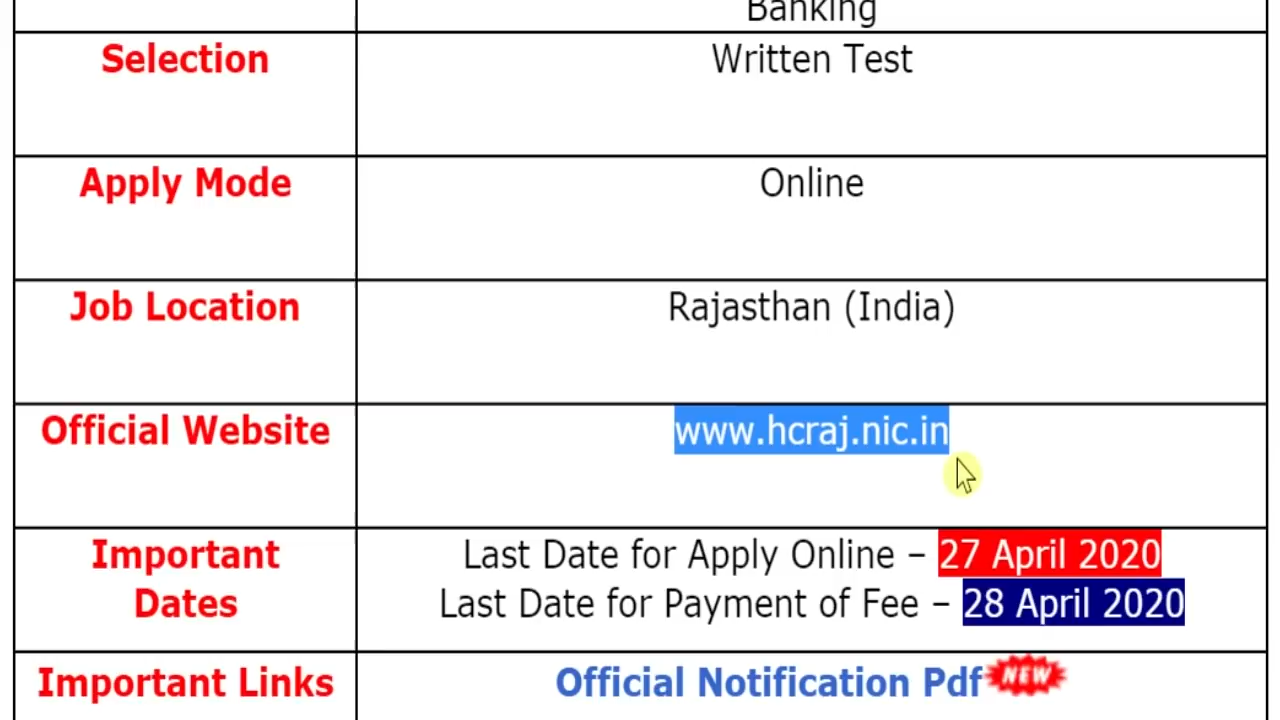 Banking
Selection Written Test
Apply Mode Online
Job Location Rajasthan (India)
Official Website www.hcraj.nic.in
Important Dates Last Date for Apply Online – 27 April 2020
Last Date for Payment of Fee – 28 April 2020
Important Links Official Notification Pdf NEW